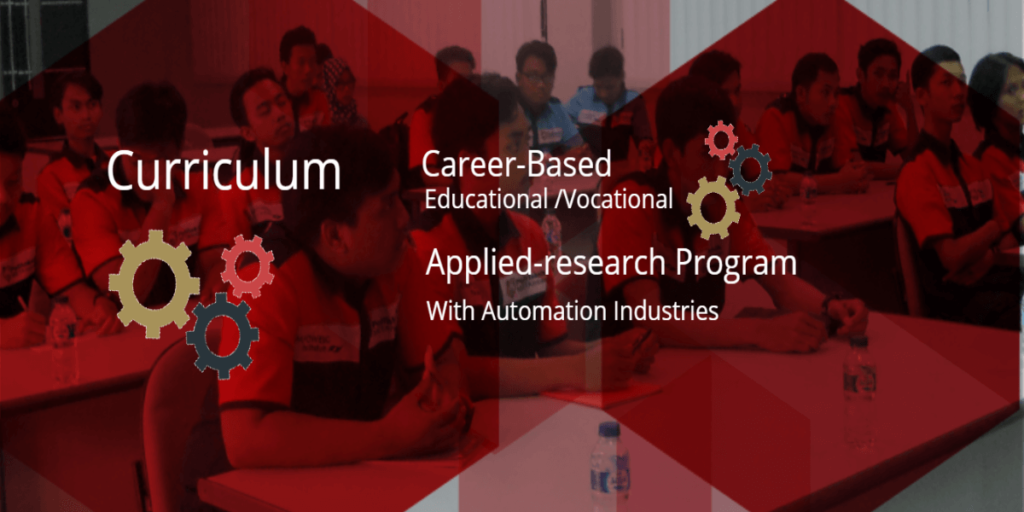 Curriculum
Career-Based
Educational /Vocational
Applied-research Program
With Automation Industries